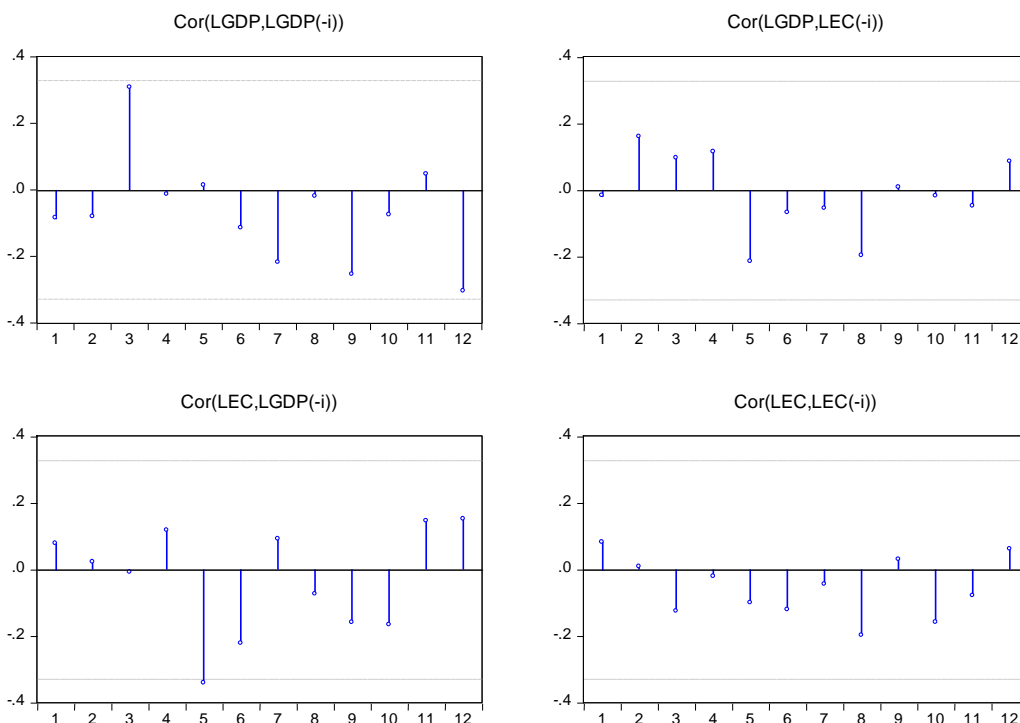 Cor(LGDP,LGDP(-i))
.4
.2
.0
-.2
-.4
1 2 3 4 5 6 7 8 9 10 11 12
Cor(LGDP,LEC(-i))
.4
.2
.0
-.2
-.4
1 2 3 4 5 6 7 8 9 10 11 12
Cor(LEC,LGDP(-i))
.4
.2
.0
-.2
-.4
1 2 3 4 5 6 7 8 9 10 11 12
Cor(LEC,LEC(-i))
.4
.2
.0
-.2
-.4
1 2 3 4 5 6 7 8 9 10 11 12